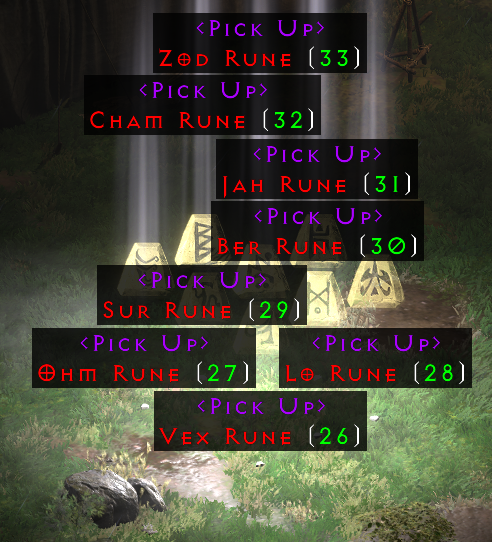 <Pick Up>
Zod Rune (33)
<Pick Up>
Cham Rune (32)
<Pick Up>
Jah Rune (31)
<Pick Up>
Ber Rune (30)
<Pick Up>
Sur Rune (29)
<Pick Up>
Ohm Rune (27)
<Pick Up>
Lo Rune (28)
<Pick Up>
Vex Rune (26)